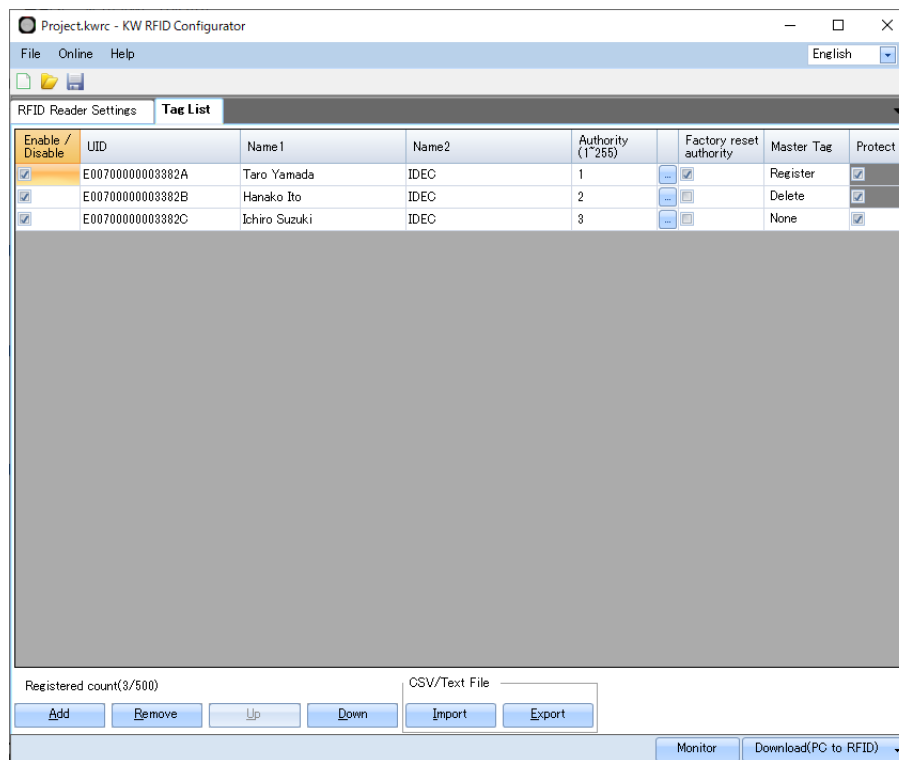 Project.kwrc - KW RFID Configurator
File Online Help English
RFID Reader Settings Tag List
Enable / Disable UID Name1 Name2 Authority (1~255) Factory reset authority Master Tag Protect
E00700000003382A Taro Yamada IDEC 1 ... Register
E00700000003382B Hanako Ito IDEC 2 ... Delete
E00700000003382C Ichiro Suzuki IDEC 3 ... None
Registered count(3/500) CSV/Text File
Add Remove Up Down Import Export
Monitor Download(PC to RFID)